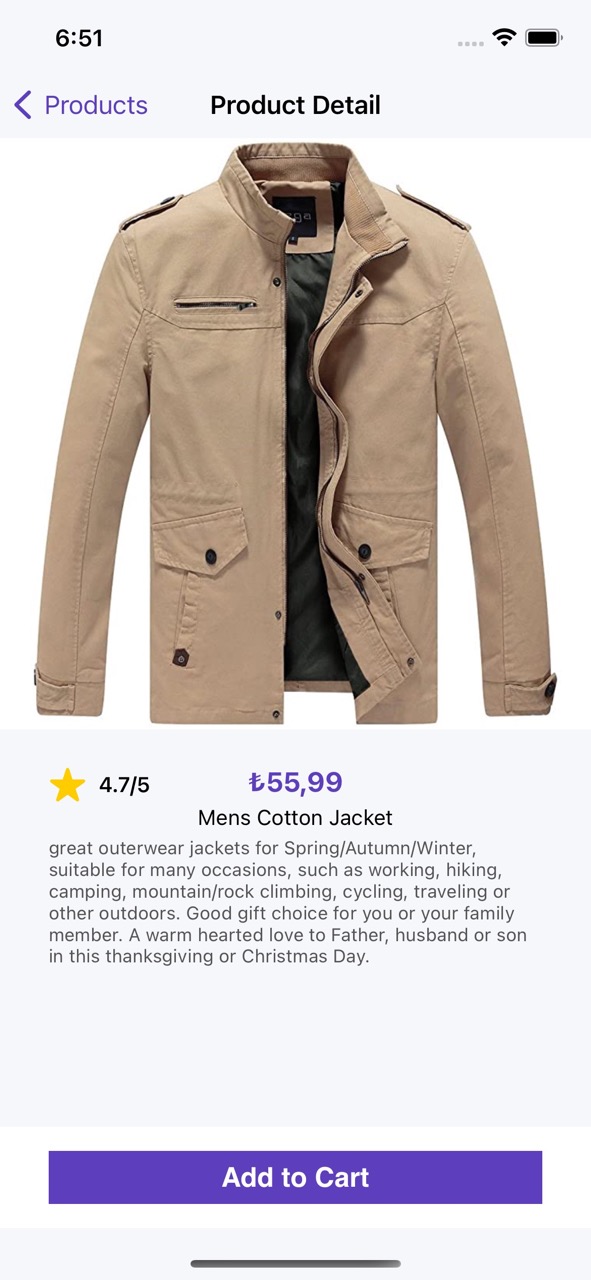 6:51
Products
Product Detail
4.7/5
₺55,99
Mens Cotton Jacket
great outerwear jackets for Spring/Autumn/Winter,
suitable for many occasions, such as working, hiking,
camping, mountain/rock climbing, cycling, traveling or
other outdoors. Good gift choice for you or your family
member. A warm hearted love to Father, husband or son
in this thanksgiving or Christmas Day.
Add to Cart